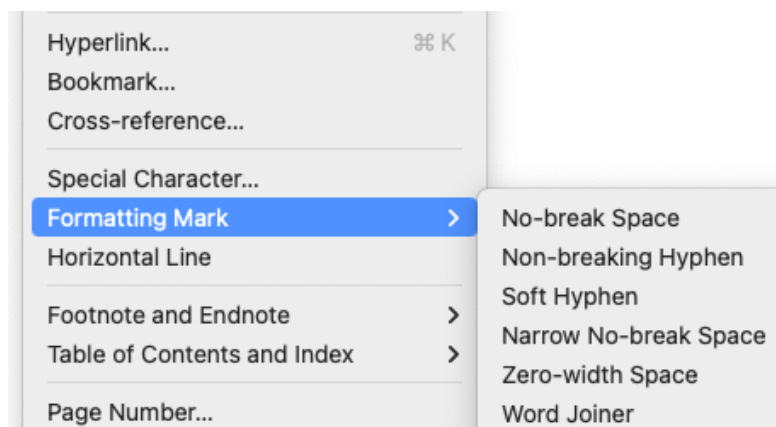 Hyperlink... ⌘ K
Bookmark...
Cross-reference...
Special Character...
Formatting Mark >
Horizontal Line
Footnote and Endnote >
Table of Contents and Index >
Page Number...
No-break Space
Non-breaking Hyphen
Soft Hyphen
Narrow No-break Space
Zero-width Space
Word Joiner